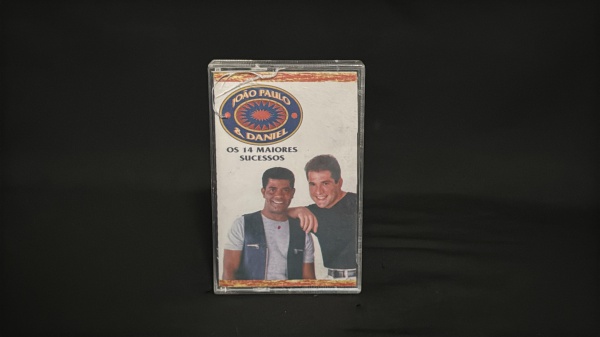 JOÃO PAULO
& DANIEL
OS 14 MAIORES
SUCESSOS